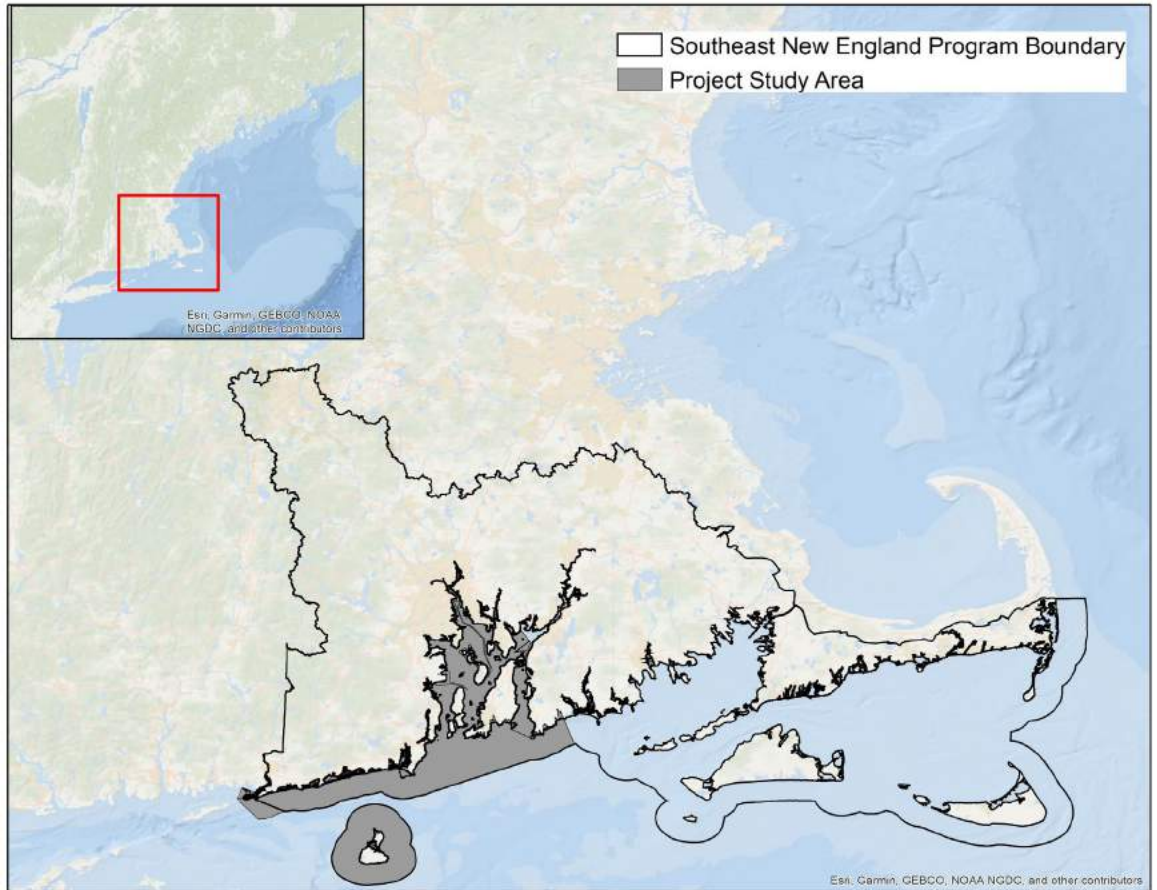 Southeast New England Program Boundary
Project Study Area
Esri, Garmin, GEBCO, NOAA
NGDC, and other contributors
Esri, Garmin, GEBCO, NOAA NGDC, and other contributors